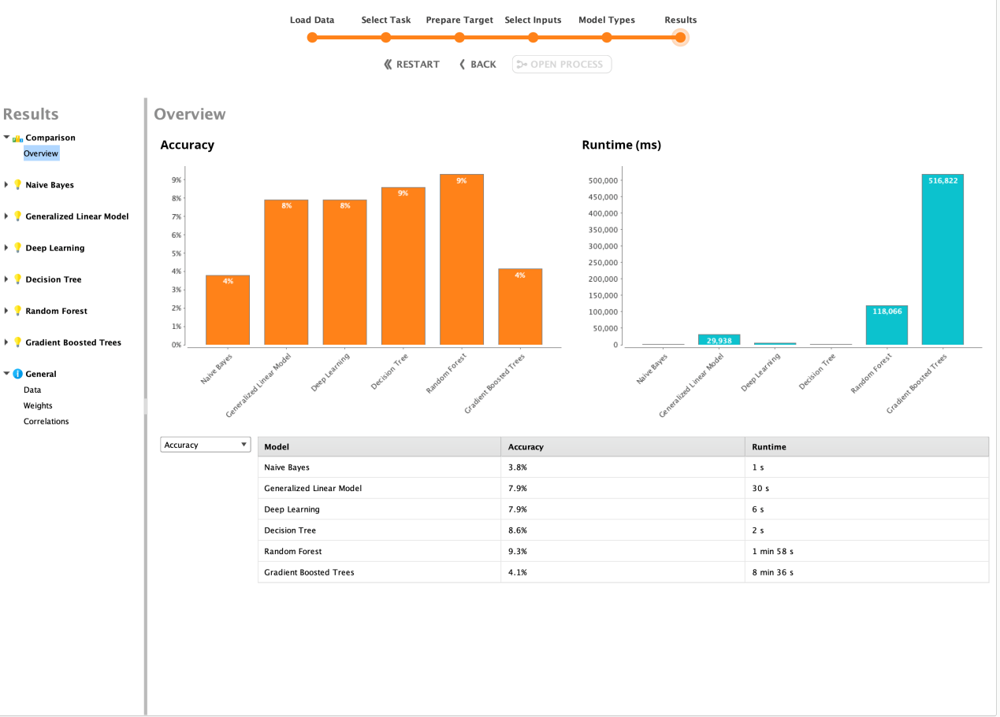 Load Data Select Task Prepare Target Select Inputs Model Types Results
RESTART BACK OPEN PROCESS
Results
Comparison
Overview
Naive Bayes
Generalized Linear Model
Deep Learning
Decision Tree
Random Forest
Gradient Boosted Trees
General
Data
Weights
Correlations
Overview
Accuracy
9%
8%
7%
6%
5%
4%
3%
2%
1%
0%
4% 8% 8% 9% 9% 4%
Naive Bayes
Generalized Linear Model
Deep Learning
Decision Tree
Random Forest
Gradient Boosted Trees
Runtime (ms)
500,000
450,000
400,000
350,000
300,000
250,000
200,000
150,000
100,000
50,000
0
29,938 118,066 516,822
Naive Bayes
Generalized Linear Model
Deep Learning
Decision Tree
Random Forest
Gradient Boosted Trees
Accuracy
Model Accuracy Runtime
Naive Bayes 3.8% 1 s
Generalized Linear Model 7.9% 30 s
Deep Learning 7.9% 6 s
Decision Tree 8.6% 2 s
Random Forest 9.3% 1 min 58 s
Gradient Boosted Trees 4.1% 8 min 36 s